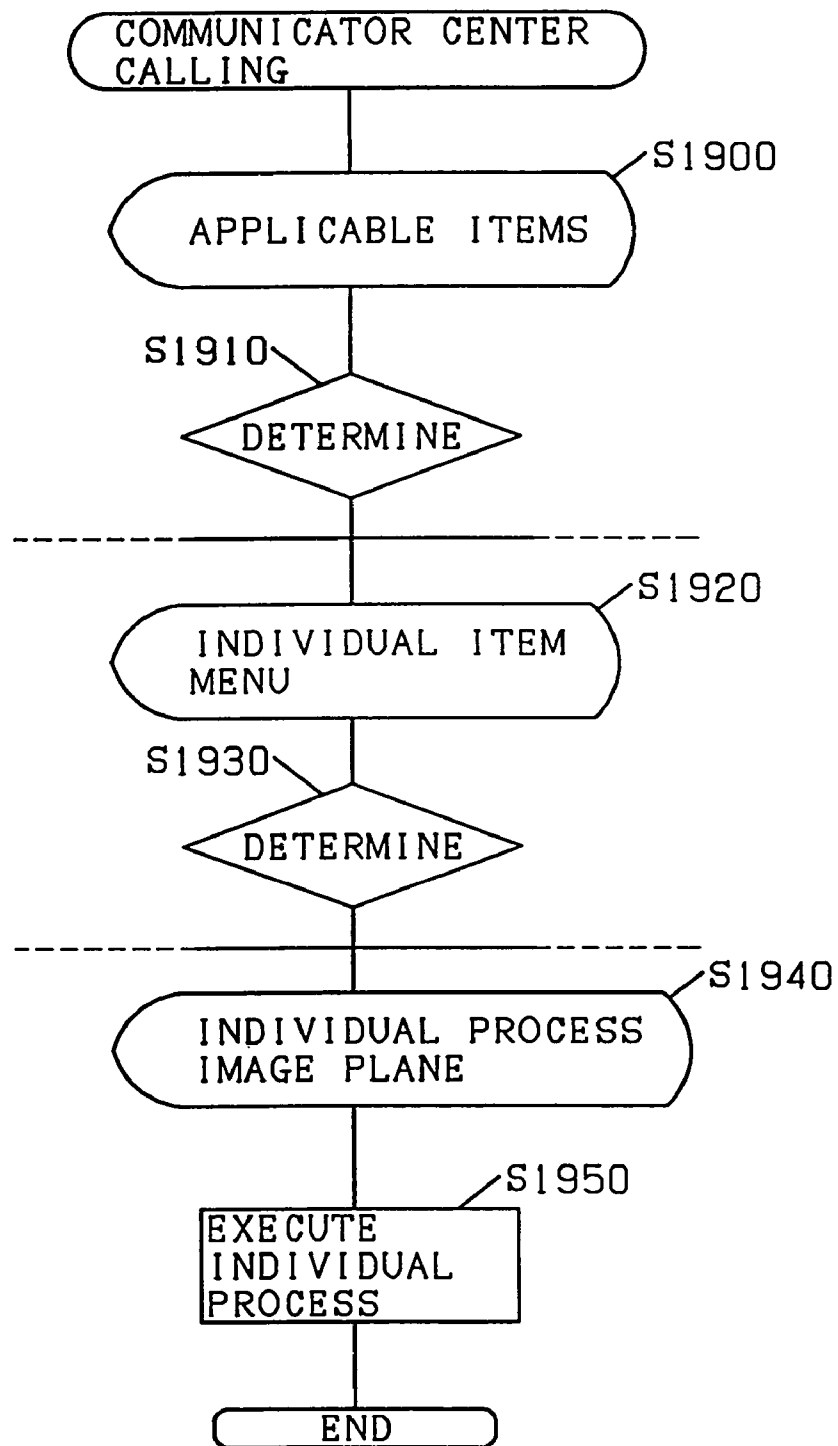 COMMUNICATOR CENTER
CALLING
S1900
APPLICABLE ITEMS
S1910
DETERMINE
S1920
INDIVIDUAL ITEM
MENU
S1930
DETERMINE
S1940
INDIVIDUAL PROCESS
IMAGE PLANE
S1950
EXECUTE
INDIVIDUAL
PROCESS
END